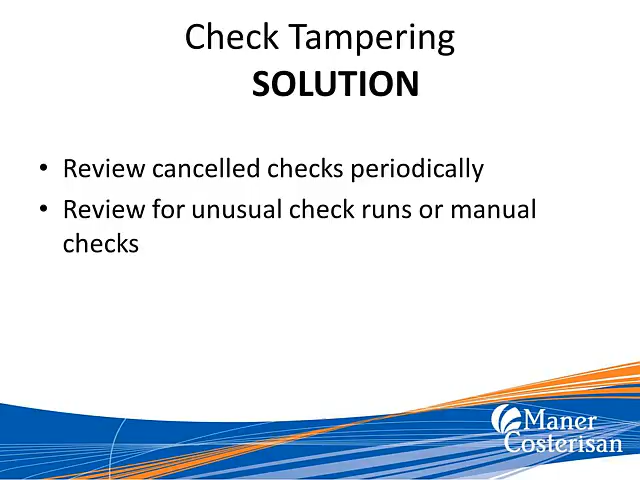 Check Tampering
SOLUTION
• Review cancelled checks periodically
• Review for unusual check runs or manual
checks
Maner
Costerisan